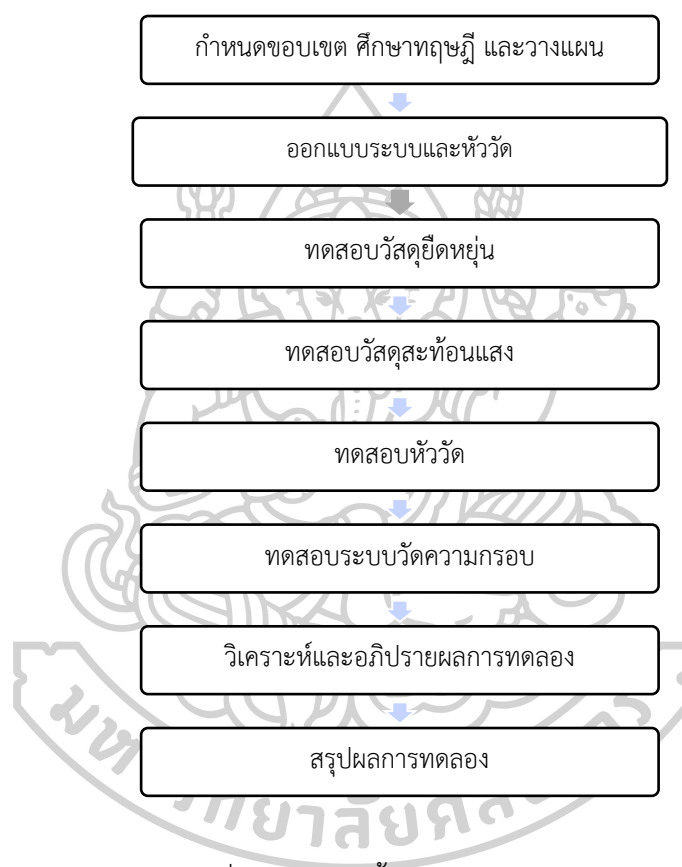 กำหนดขอบเขต ศึกษาทฤษฎี และวางแผน
ออกแบบระบบและหัววัด
ทดสอบวัสดุยืดหยุ่น
ทดสอบวัสดุสะท้อนแสง
ทดสอบหัววัด
ทดสอบระบบวัดความกรอบ
วิเคราะห์และอภิปรายผลการทดลอง
สรุปผลการทดลอง